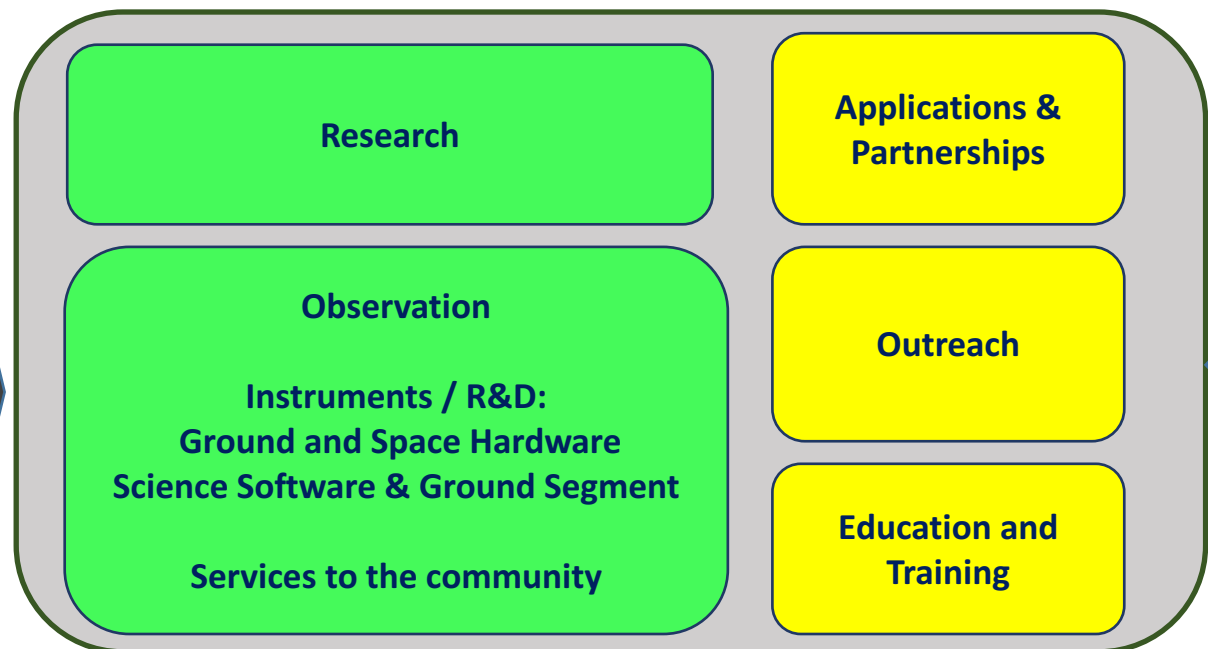 Research
Observation
Instruments / R&D:
Ground and Space Hardware
Science Software & Ground Segment
Services to the community
Applications &
Partnerships
Outreach
Education and
Training